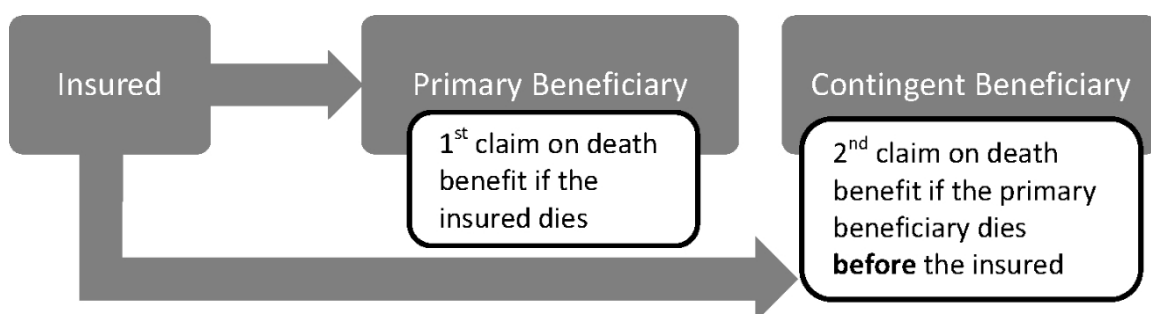 Insured
Primary Beneficiary
1st claim on death
benefit if the
insured dies
Contingent Beneficiary
2nd claim on death
benefit if the primary
beneficiary dies
before the insured